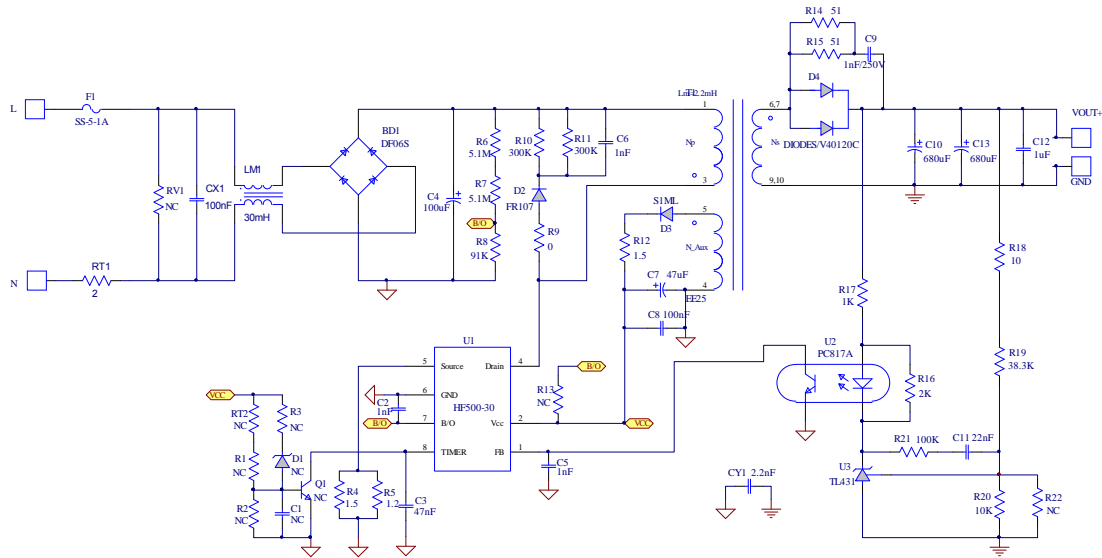 R14 51
R15 51
C9
1nF/250V
D4
DIODES/V40120C
L
F1
SS-5-1A
BD1
DF06S
RV1
NC
CX1
100nF
LM1
30mH
N
RT1
2
C4
100uF
R6
5.1M
R7
5.1M
B/O
R8
91K
R10
300K
R11
300K
C6
1nF
D2
FR107
R9
0
1
Np
3
6,7
Ns
9,10
S1ML
D3
5
N_Aux
4
EE25
R12
1.5
C7 47uF
C8 100nF
C10
680uF
C13
680uF
C12
1uF
VOUT+
GND
R18
10
R17
1K
R19
38.3K
U2
PC817A
R16
2K
R21 100K
C11 22nF
U3
TL431
R20
10K
R22
NC
CY1 2.2nF
U1
5 Source Drain 4
6 GND
HF500-30
7 B/O Vcc 2
8 TIMER FB 1
C2
1nF
B/O
R13
NC
B/O
VCC
C5
1nF
VCC
RT2
NC
R3
NC
R1
NC
D1
NC
R2
NC
C1
NC
Q1
NC
R4
1.5
R5
1.2
C3
47nF